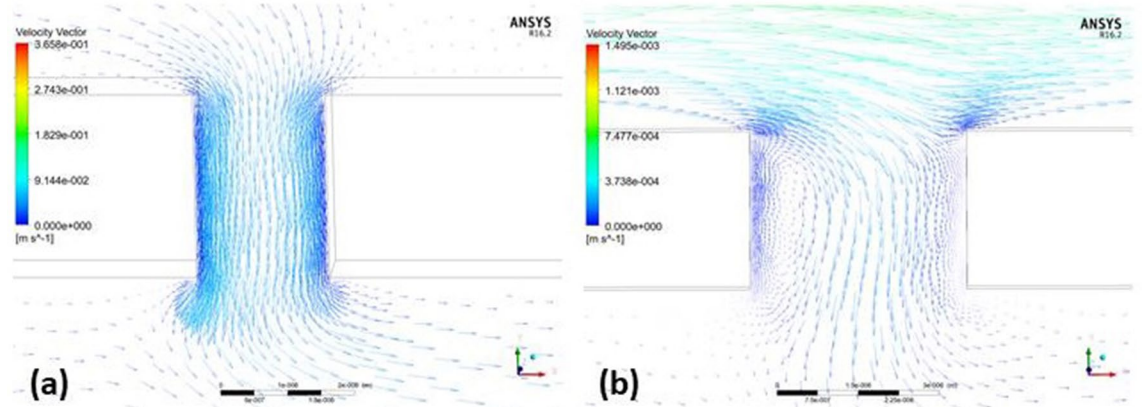 Velocity Vector
3.658e-001
2.743e-001
1.829e-001
9.144e-002
0.000e+000
[m s^-1]
ANSYS
R16.2
(a)
Velocity Vector
1.495e-003
1.121e-003
7.477e-004
3.738e-004
0.000e+000
[m s^-1]
ANSYS
R16.2
(b)